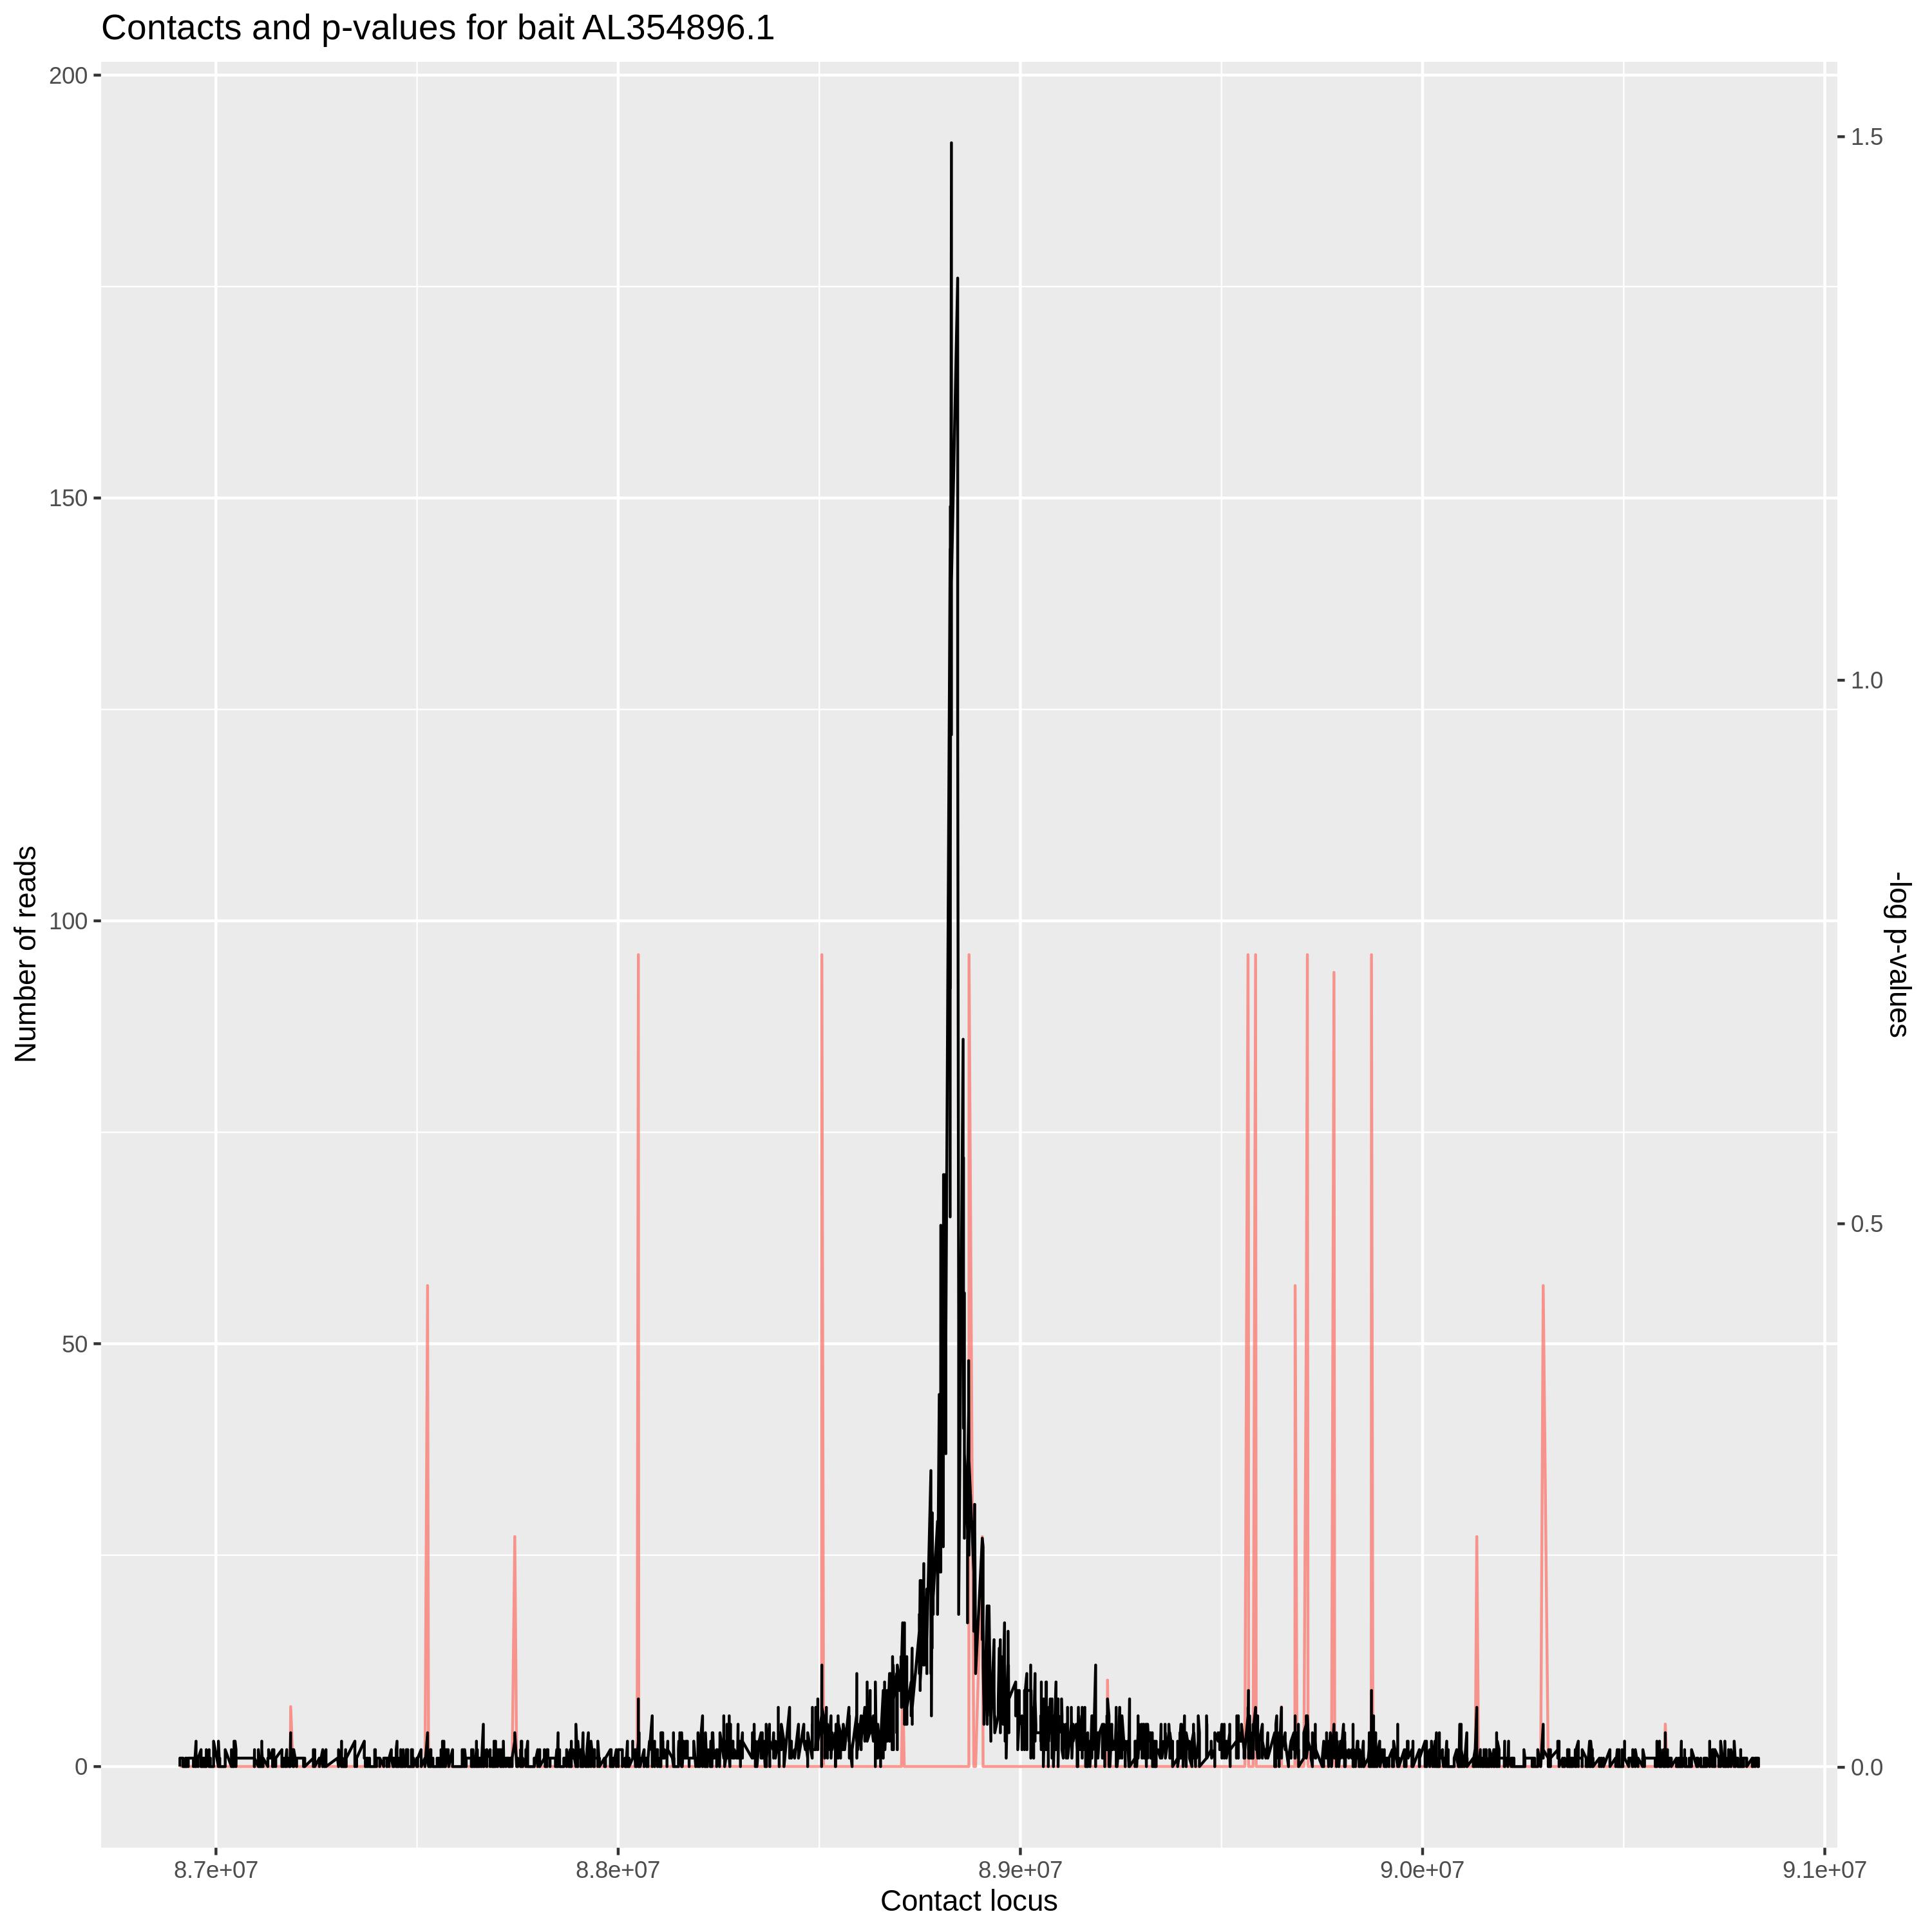 Contacts and p-values for bait AL354896.1
200
150
100
50
0
Number of reads
1.5
1.0
0.5
0.0
-log p-values
8.7e+07 8.8e+07 8.9e+07 9.0e+07 9.1e+07
Contact locus